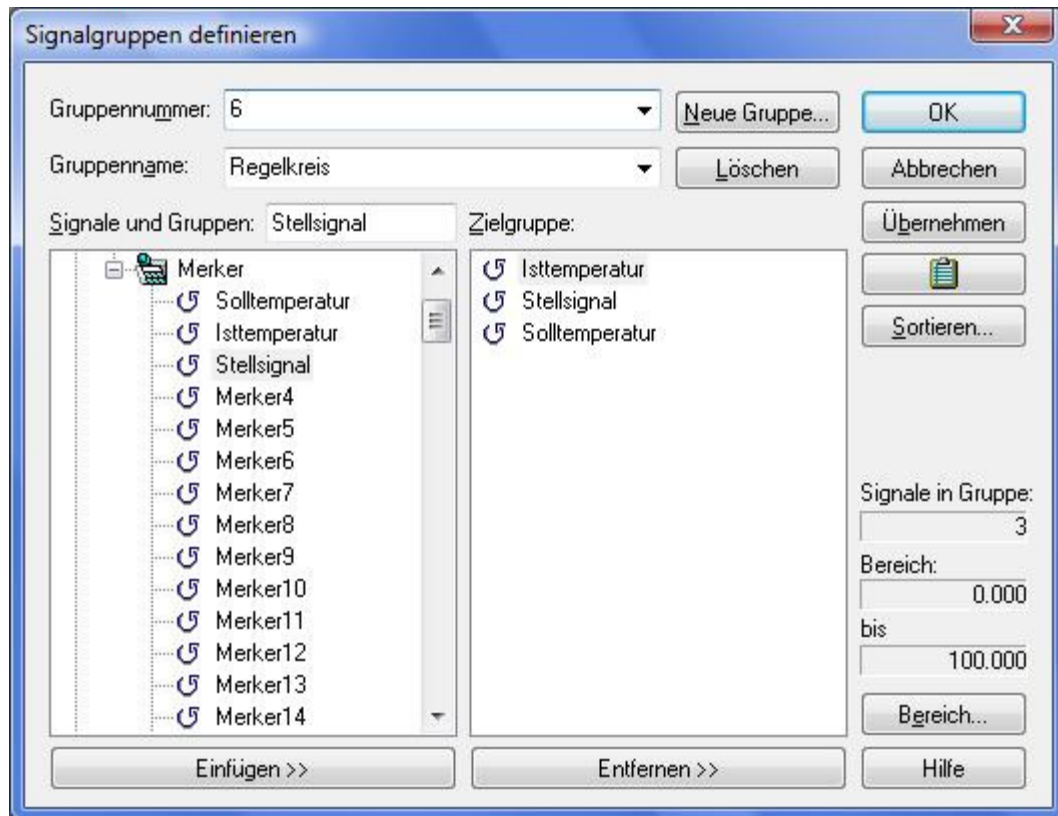 Signalgruppen definieren
Gruppennummer: 6
Neue Gruppe...
OK
Gruppenname: Regelkreis
Löschen
Abbrechen
Signale und Gruppen: Stellsignal
Zielgruppe:
Übernehmen
Merker
Solltemperatur
Isttemperatur
Stellsignal
Merker4
Merker5
Merker6
Merker7
Merker8
Merker9
Merker10
Merker11
Merker12
Merker13
Merker14
Isttemperatur
Stellsignal
Solltemperatur
Sortieren...
Signale in Gruppe:
3
Bereich:
0.000
bis
100.000
Bereich...
Einfügen >>
Entfernen >>
Hilfe